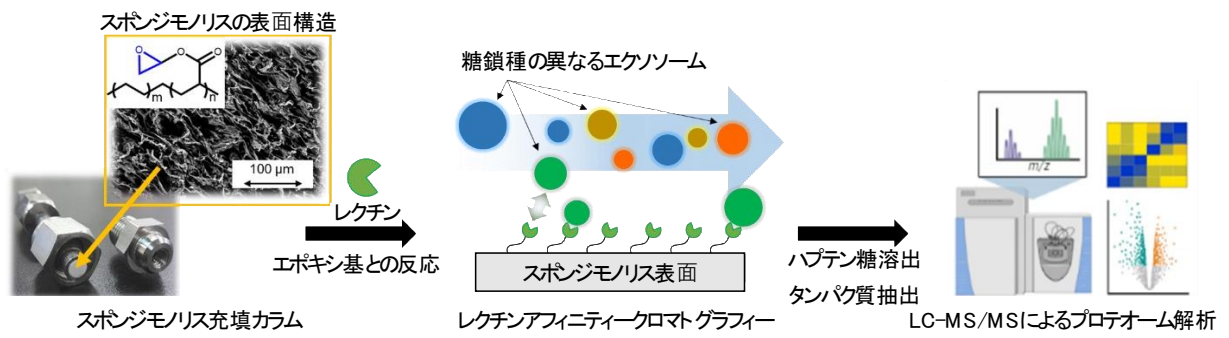 スポンジモノリスの表面構造
O
O
O
m
n
100 μm
スポンジモノリス充填カラム
レクチン
エポキシ基との反応
糖鎖種の異なるエクソソーム
スポンジモノリス表面
レクチンアフィニティークロマトグラフィー
ハプテン糖溶出
タンパク質抽出
m/z
LC-MS/MSによるプロテオーム解析